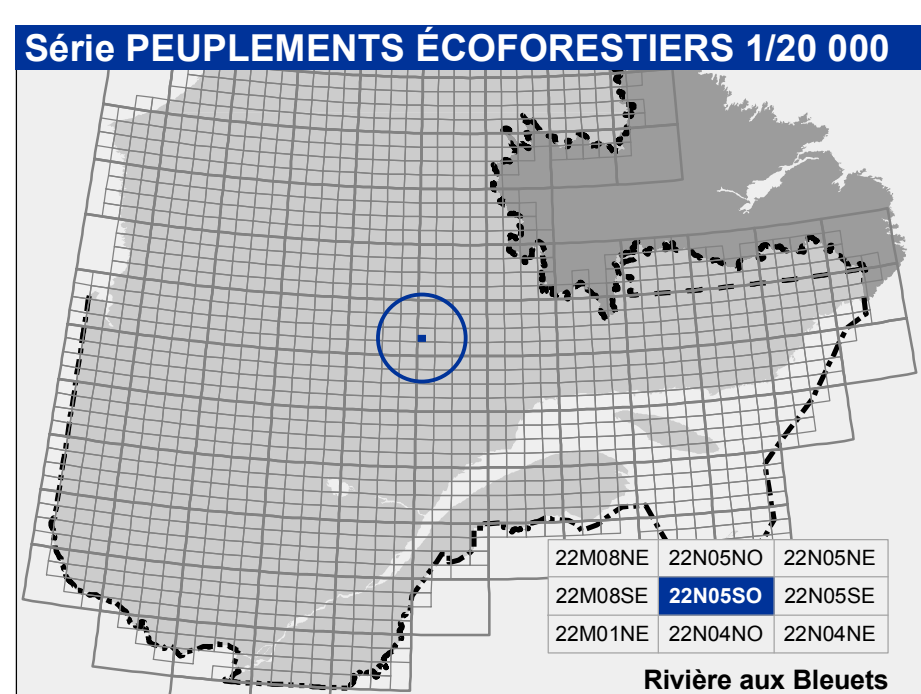 Série PEUPLEMENTS ÉCOFORESTIERS 1/20 000
22M08NE 22N05NO 22N05NE
22M08SE 22N05SO 22N05SE
22M01NE 22N04NO 22N04NE
Rivière aux Bleuets